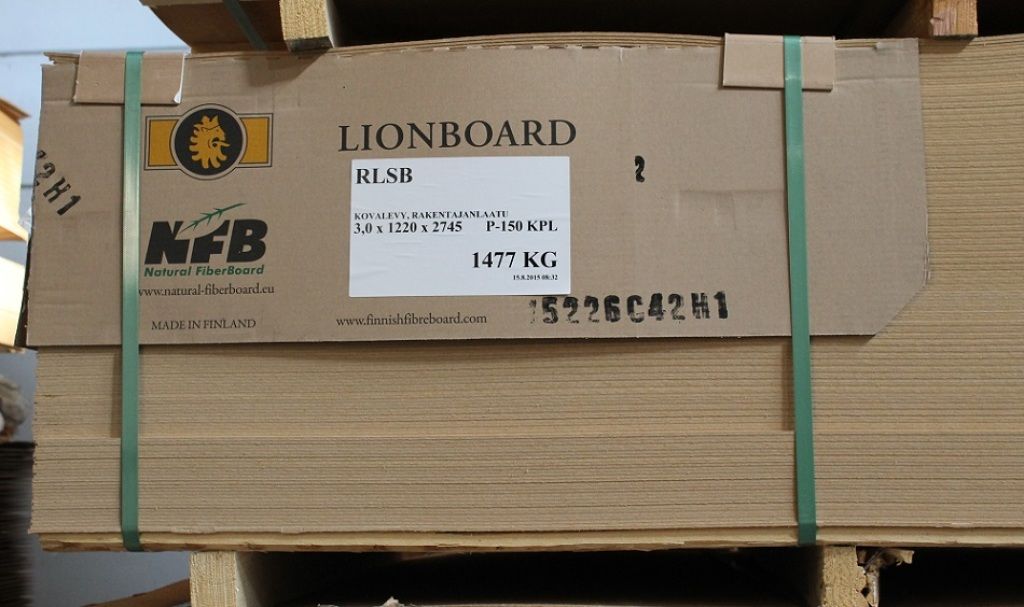 LIONBOARD
RLSB
KOVALEVY, RAKENTAJANLAATU
3,0 x 1220 x 2745 P-150 KPL
1477 KG
15.8.2015 08:32
2
42H1
NFB
Natural FiberBoard
www.natural-fiberboard.eu
MADE IN FINLAND
www.finnishfibreboard.com
15226C42H1